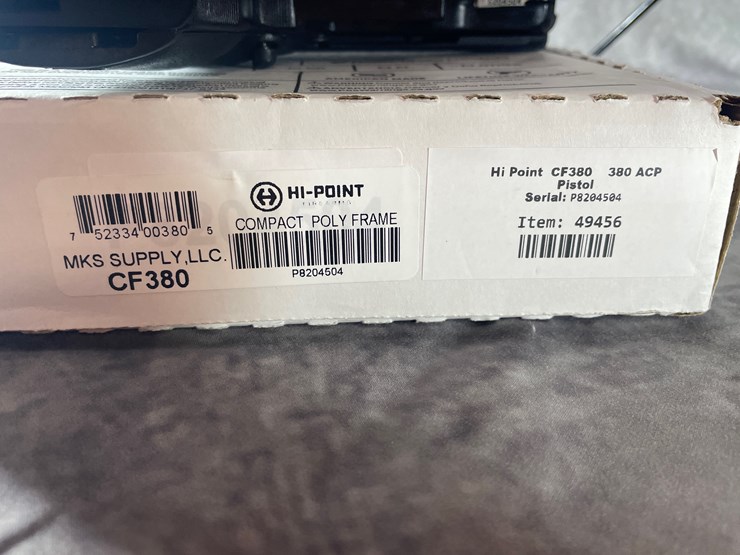 HI-POINT
FIREARMS
COMPACT POLY FRAME
P8204504
7 52334 00380 5
MKS SUPPLY,LLC.
CF380
Hi Point CF380 380 ACP
Pistol
Serial: P8204504
Item: 49456